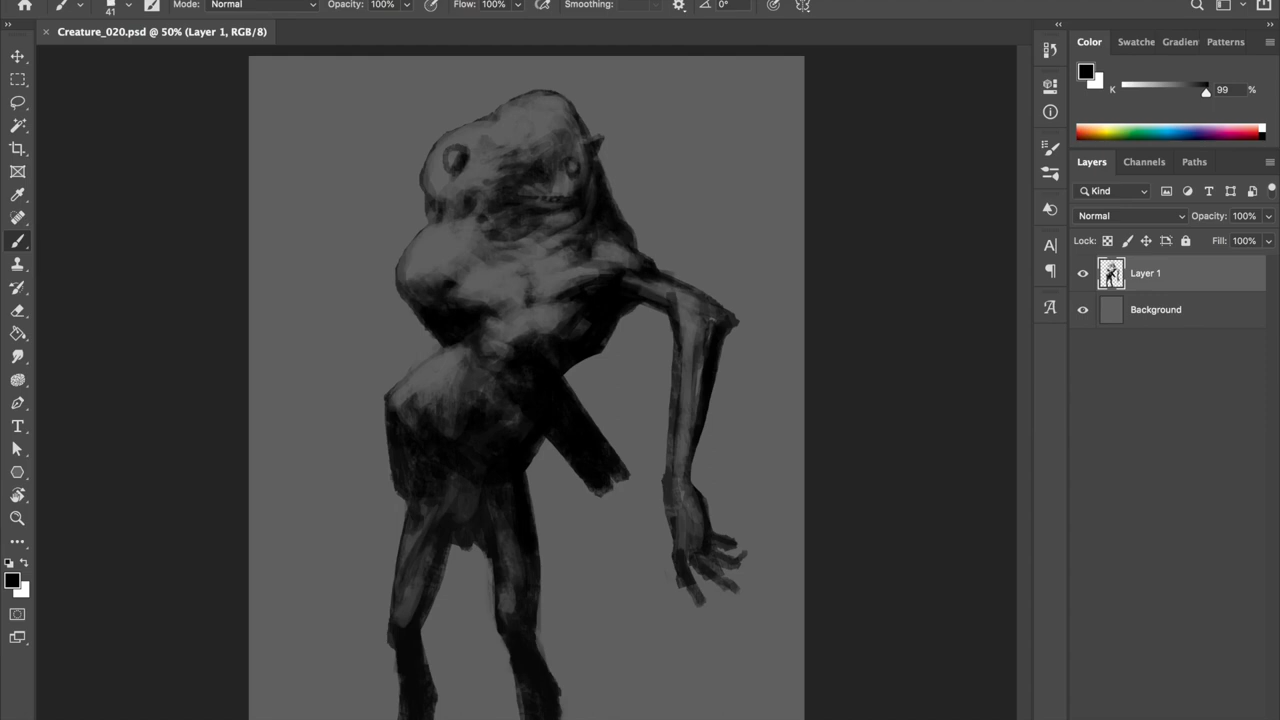 41 Mode: Normal Opacity: 100% Flow: 100% Smoothing: 0°
× Creature_020.psd @ 50% (Layer 1, RGB/8)
Color Swatche Gradien Patterns
K 99 %
Layers Channels Paths
Kind
Normal Opacity: 100%
Lock: Fill: 100%
Layer 1
Background